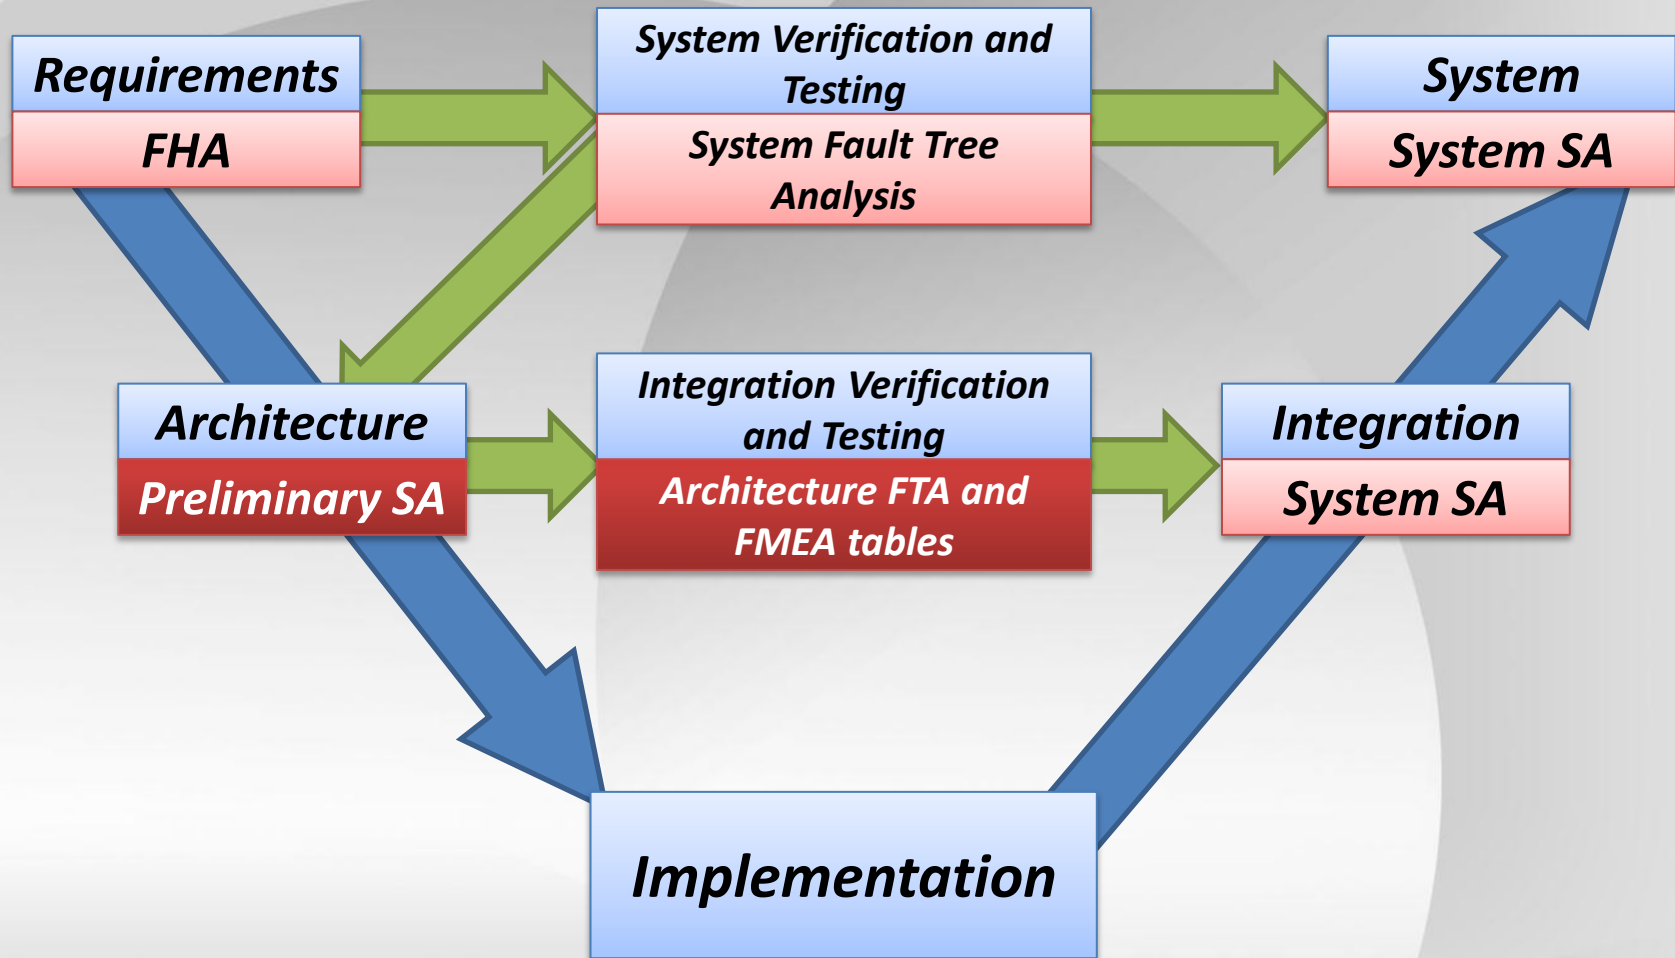 Requirements
FHA
System Verification and
Testing
System Fault Tree
Analysis
System
System SA
Architecture
Preliminary SA
Integration Verification
and Testing
Architecture FTA and
FMEA tables
Integration
System SA
Implementation